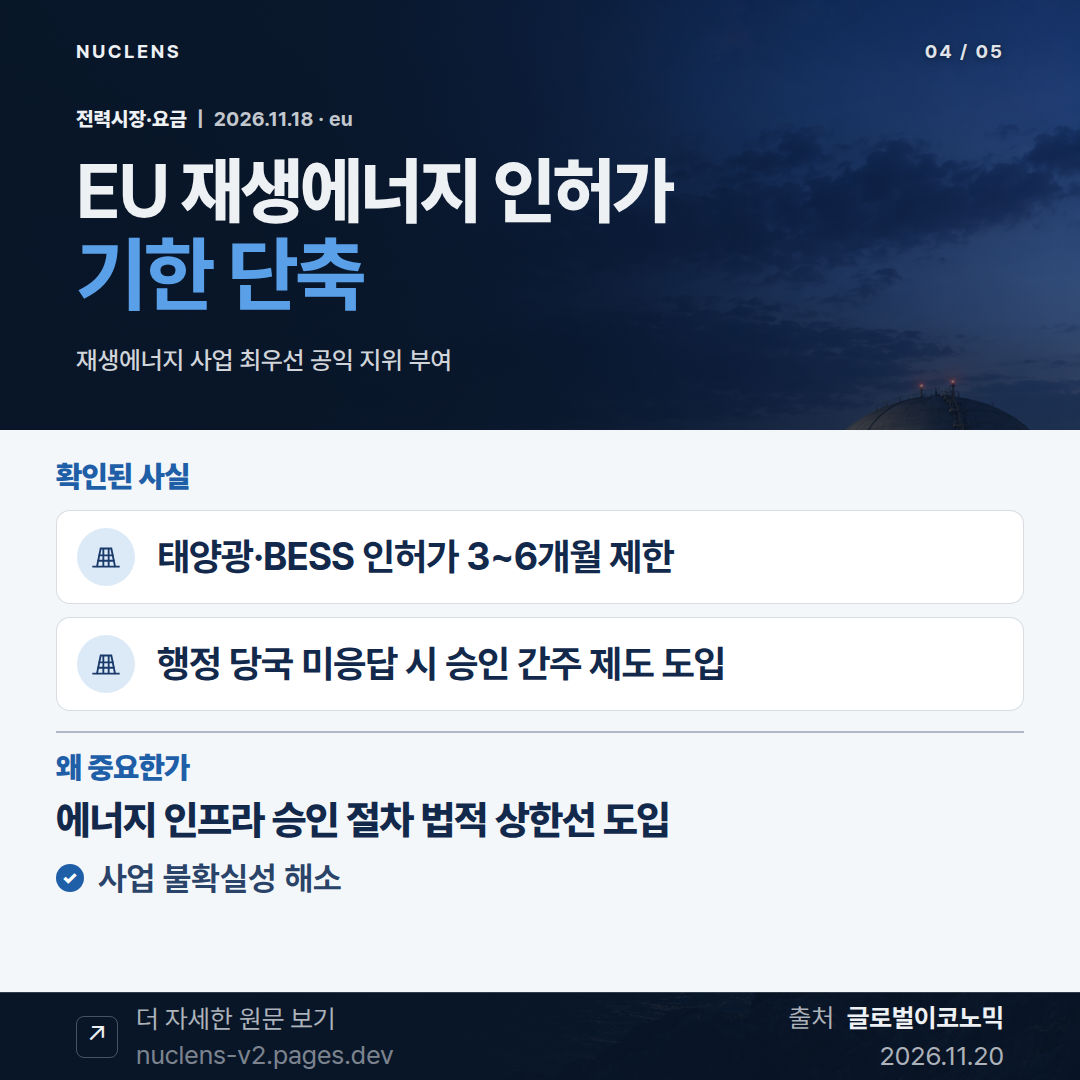 NUCLENS
04 / 05
전력시장·요금 | 2026.11.18 · eu
EU 재생에너지 인허가
기한 단축
재생에너지 사업 최우선 공익 지위 부여
확인된 사실
태양광·BESS 인허가 3~6개월 제한
행정 당국 미응답 시 승인 간주 제도 도입
왜 중요한가
에너지 인프라 승인 절차 법적 상한선 도입
사업 불확실성 해소
더 자세한 원문 보기
nuclens-v2.pages.dev
출처 글로벌이코노믹
2026.11.20